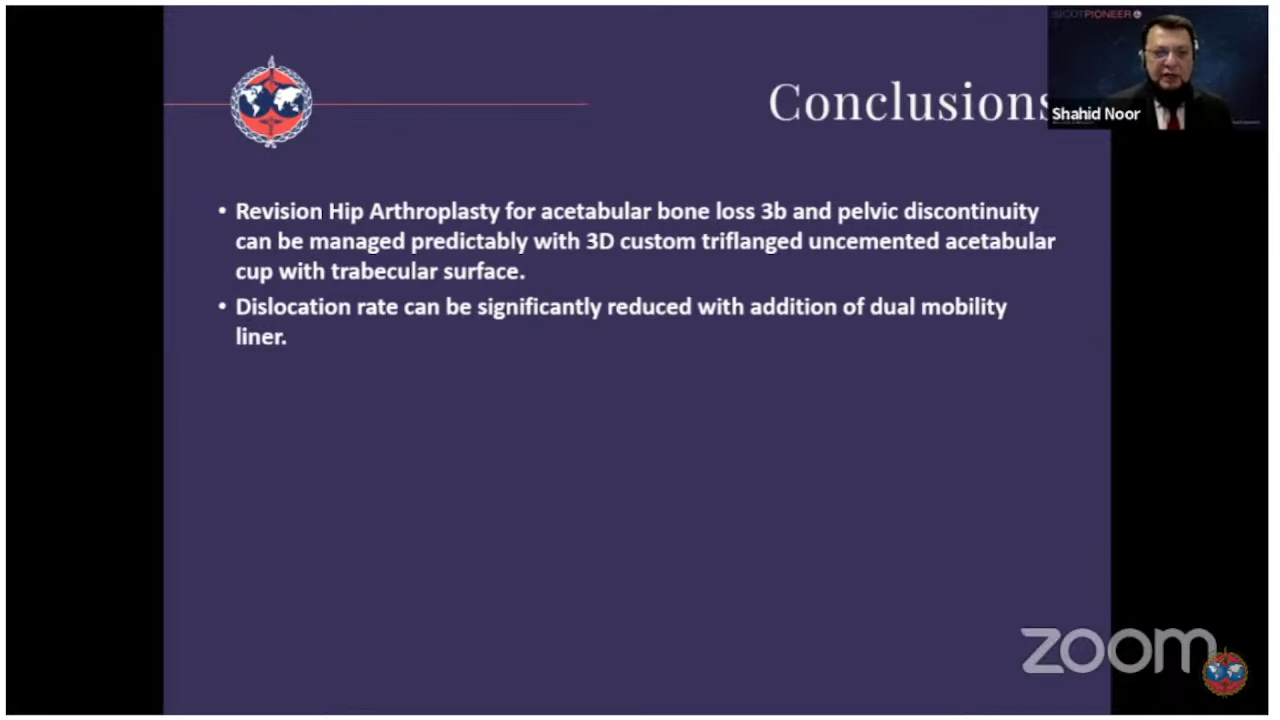 SICOTPIONEER
Conclusions
Shahid Noor
• Revision Hip Arthroplasty for acetabular bone loss 3b and pelvic discontinuity
can be managed predictably with 3D custom triflanged uncemented acetabular
cup with trabecular surface.
• Dislocation rate can be significantly reduced with addition of dual mobility
liner.
zoom